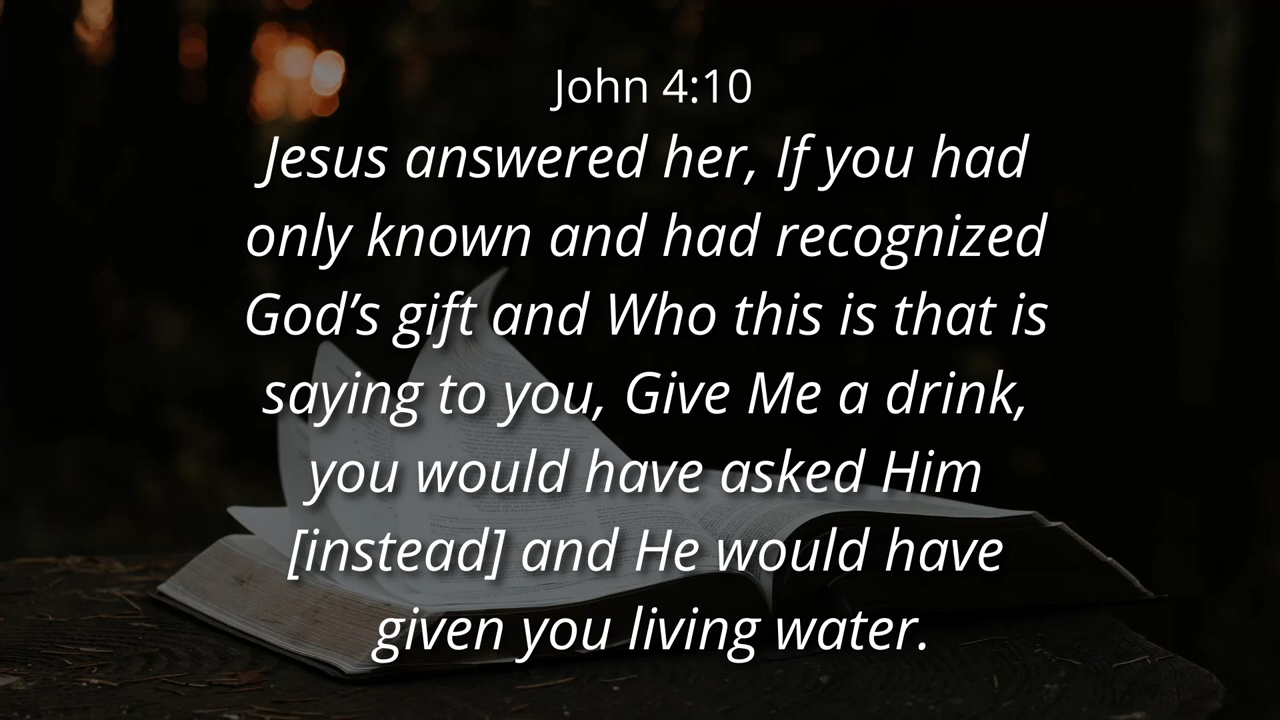 John 4:10
Jesus answered her, If you had
only known and had recognized
God’s gift and Who this is that is
saying to you, Give Me a drink,
you would have asked Him
[instead] and He would have
given you living water.